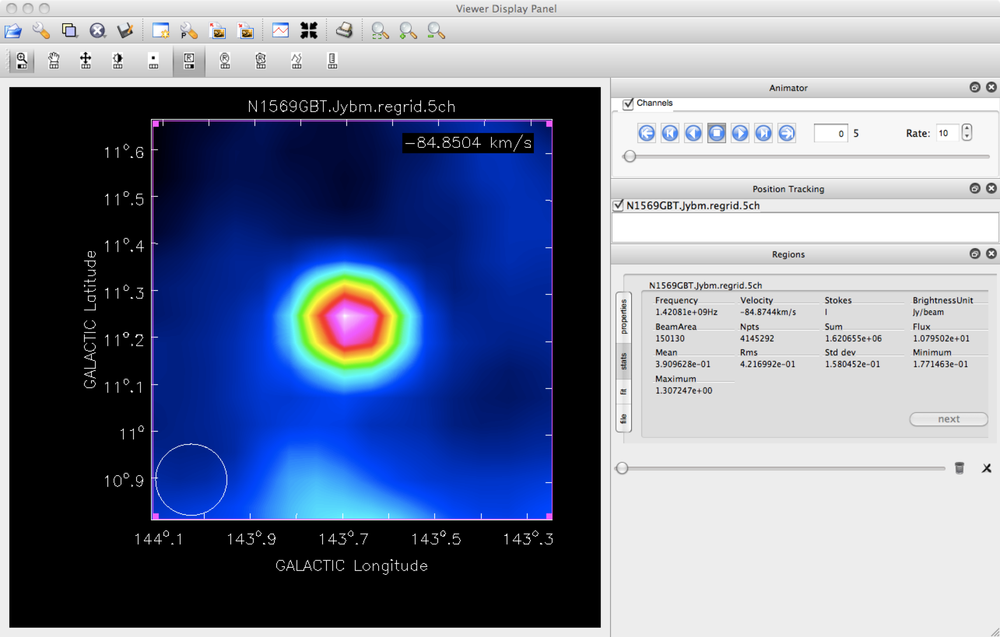 Viewer Display Panel
P
R
R
R
N1569GBT.Jybm.regrid.5ch
-84.8504 km/s
11°.6
11°.5
11°.4
11°.3
11°.2
11°.1
11°
10°.9
GALACTIC Latitude
144°.1 143°.9 143°.7 143°.5 143°.3
GALACTIC Longitude
Animator
Channels
0 5 Rate: 10
Position Tracking
N1569GBT.Jybm.regrid.5ch
Regions
properties
stats
fit
file
N1569GBT.Jybm.regrid.5ch
Frequency Velocity Stokes BrightnessUnit
1.42081e+09Hz -84.8744km/s I Jy/beam
BeamArea Npts Sum Flux
150130 4145292 1.620655e+06 1.079502e+01
Mean Rms Std dev Minimum
3.909628e-01 4.216992e-01 1.580452e-01 1.771463e-01
Maximum
1.307247e+00
next